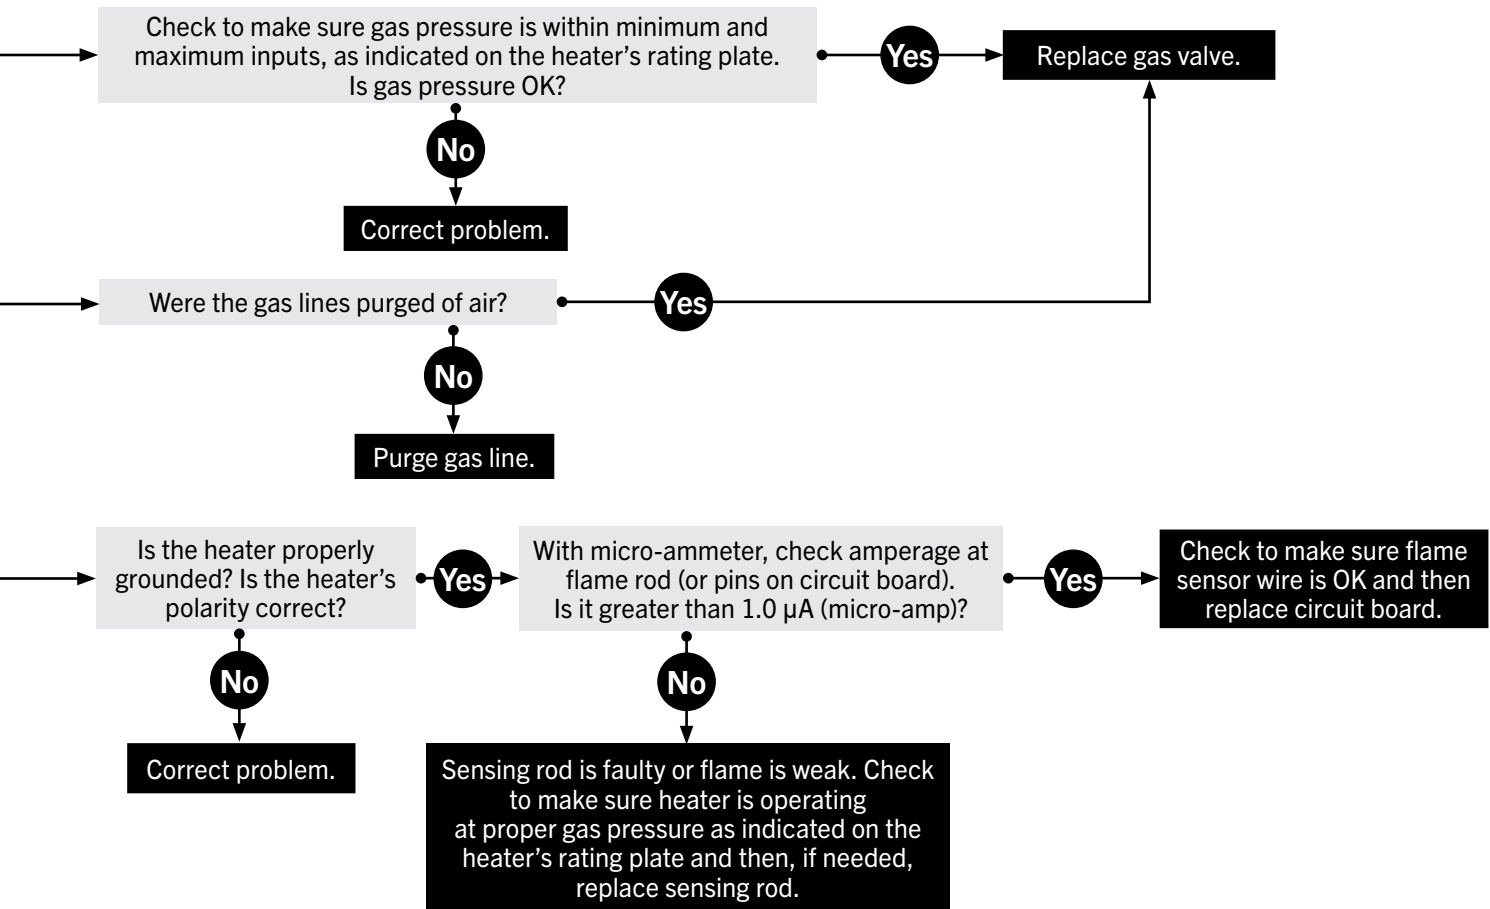 Check to make sure gas pressure is within minimum and
maximum inputs, as indicated on the heater’s rating plate.
Is gas pressure OK?
Yes
Replace gas valve.
No
Correct problem.
Were the gas lines purged of air?
Yes
No
Purge gas line.
Is the heater properly
grounded? Is the heater’s
polarity correct?
Yes
With micro-ammeter, check amperage at
flame rod (or pins on circuit board).
Is it greater than 1.0 µA (micro-amp)?
Yes
Check to make sure flame
sensor wire is OK and then
replace circuit board.
No
Correct problem.
No
Sensing rod is faulty or flame is weak. Check
to make sure heater is operating
at proper gas pressure as indicated on the
heater’s rating plate and then, if needed,
replace sensing rod.